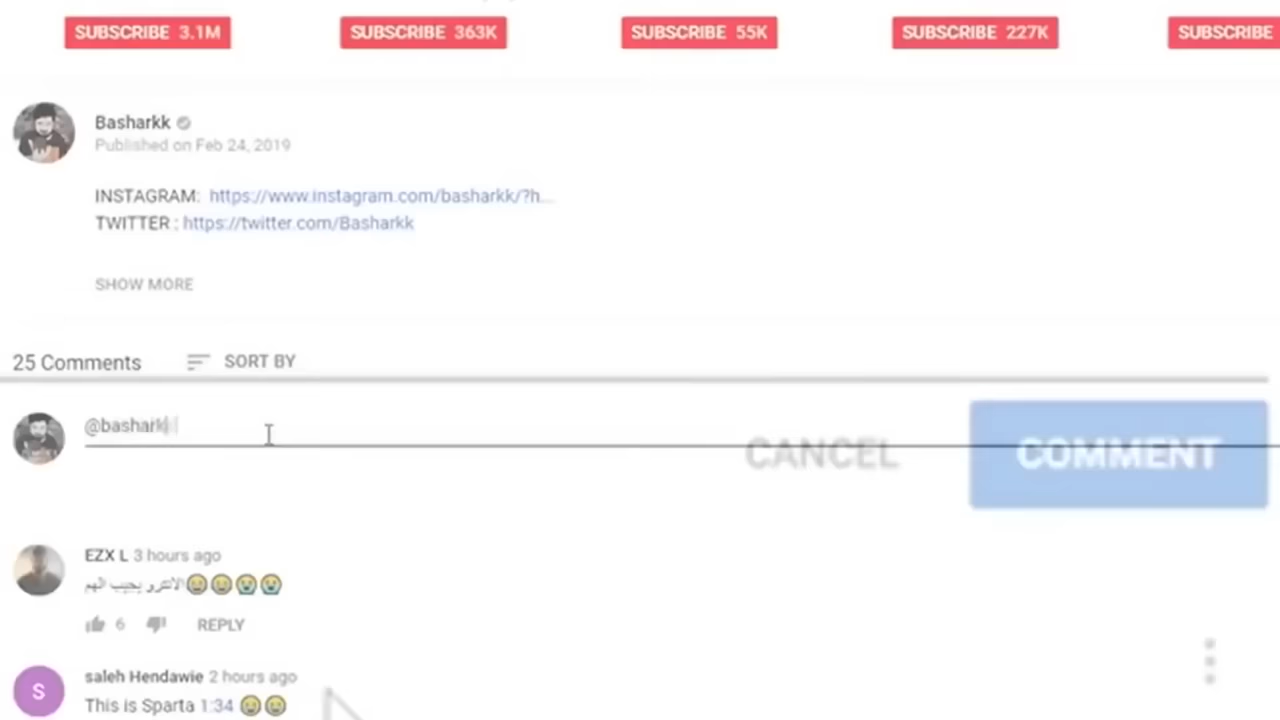 SUBSCRIBE 3.1M
SUBSCRIBE 363K
SUBSCRIBE 55K
SUBSCRIBE 227K
SUBSCRIBE
Basharkk
Published on Feb 24, 2019
INSTAGRAM: https://www.instagram.com/basharkk/?h...
TWITTER : https://twitter.com/Basharkk
SHOW MORE
25 Comments
SORT BY
@bashark
CANCEL
COMMENT
EZX L 3 hours ago
الانترو بجيب الهم😂😂😭😭
6
REPLY
S
saleh Hendawie 2 hours ago
This is Sparta 1:34 😂😂